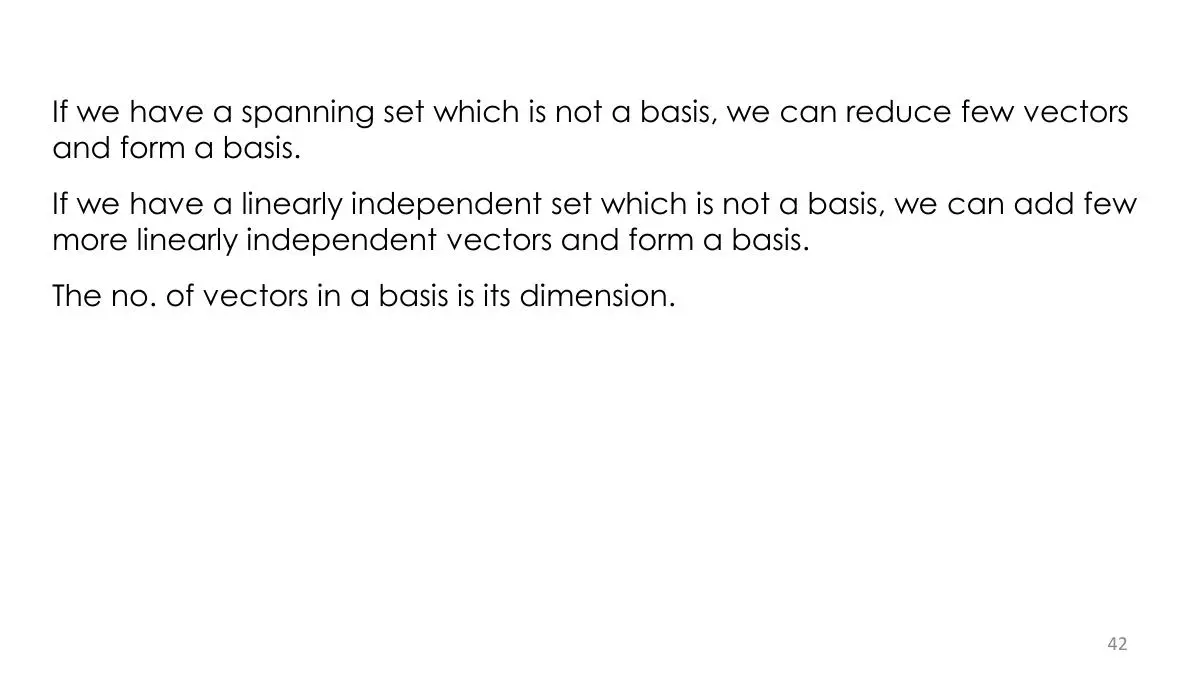 If we have a spanning set which is not a basis, we can reduce few vectors
and form a basis.
If we have a linearly independent set which is not a basis, we can add few
more linearly independent vectors and form a basis.
The no. of vectors in a basis is its dimension.
42